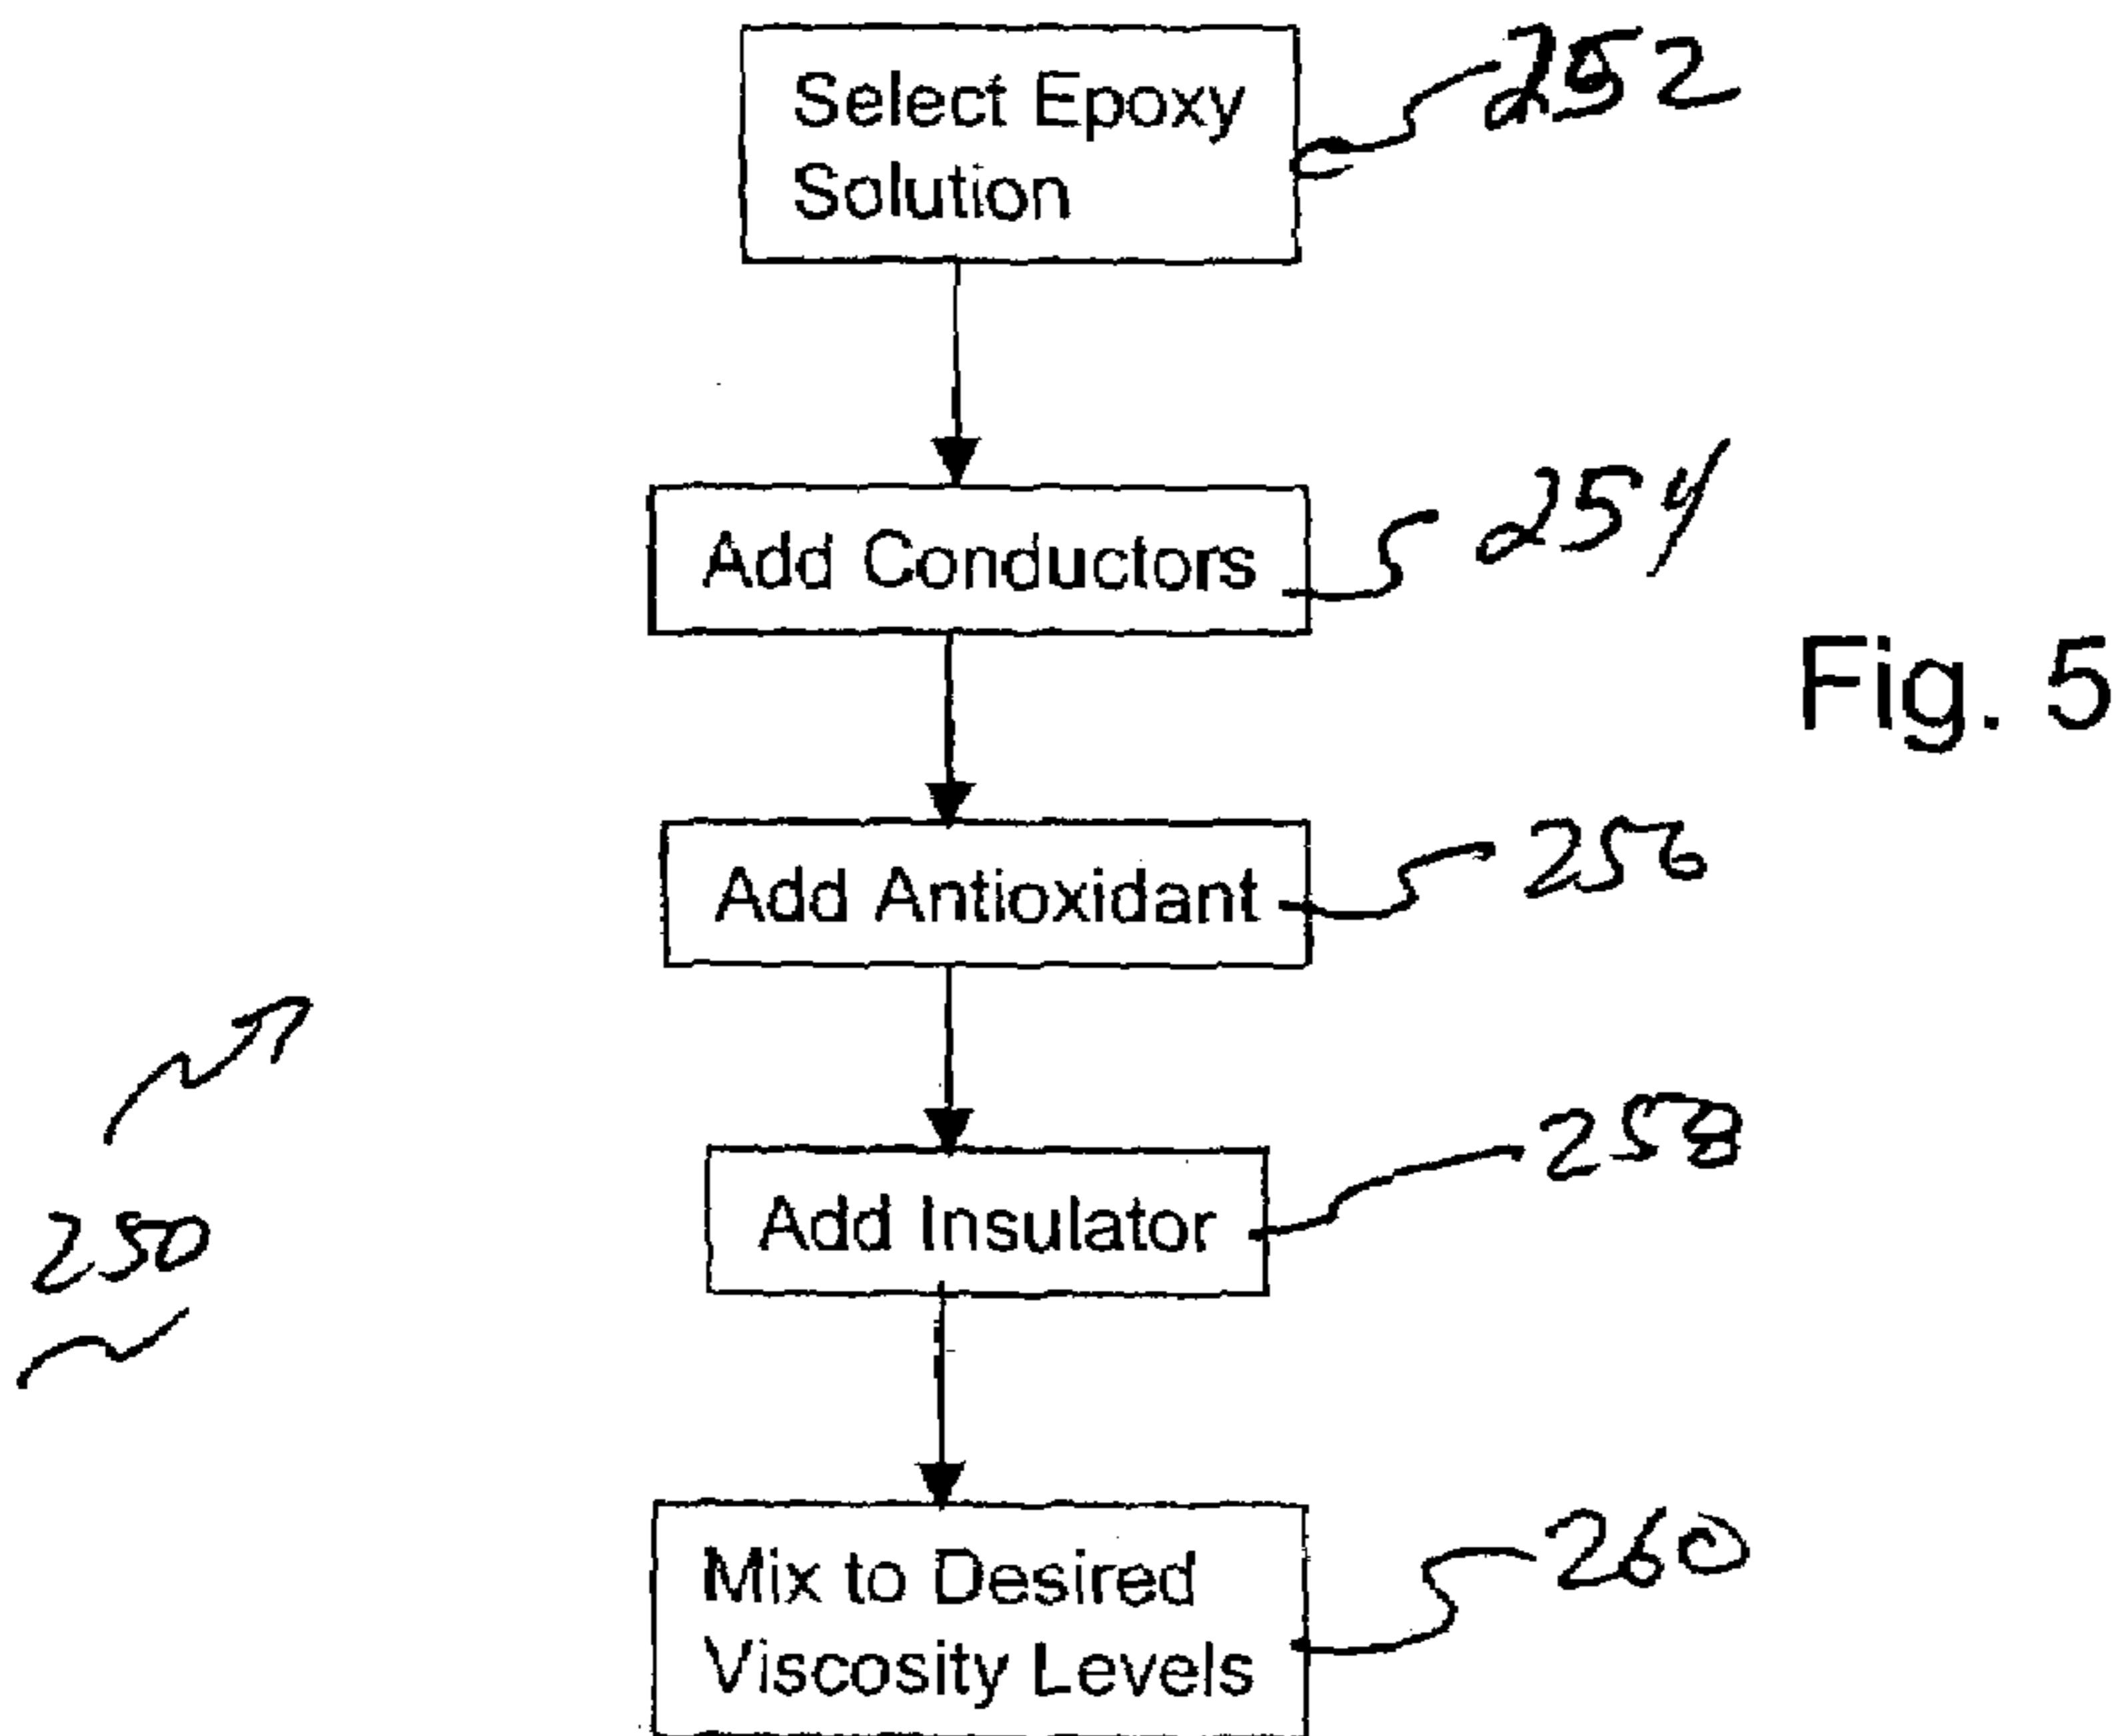 Select Epoxy
Solution
252
Add Conductors
254
Fig. 5
Add Antioxidant
256
Add Insulator
258
250
Mix to Desired
Viscosity Levels
260